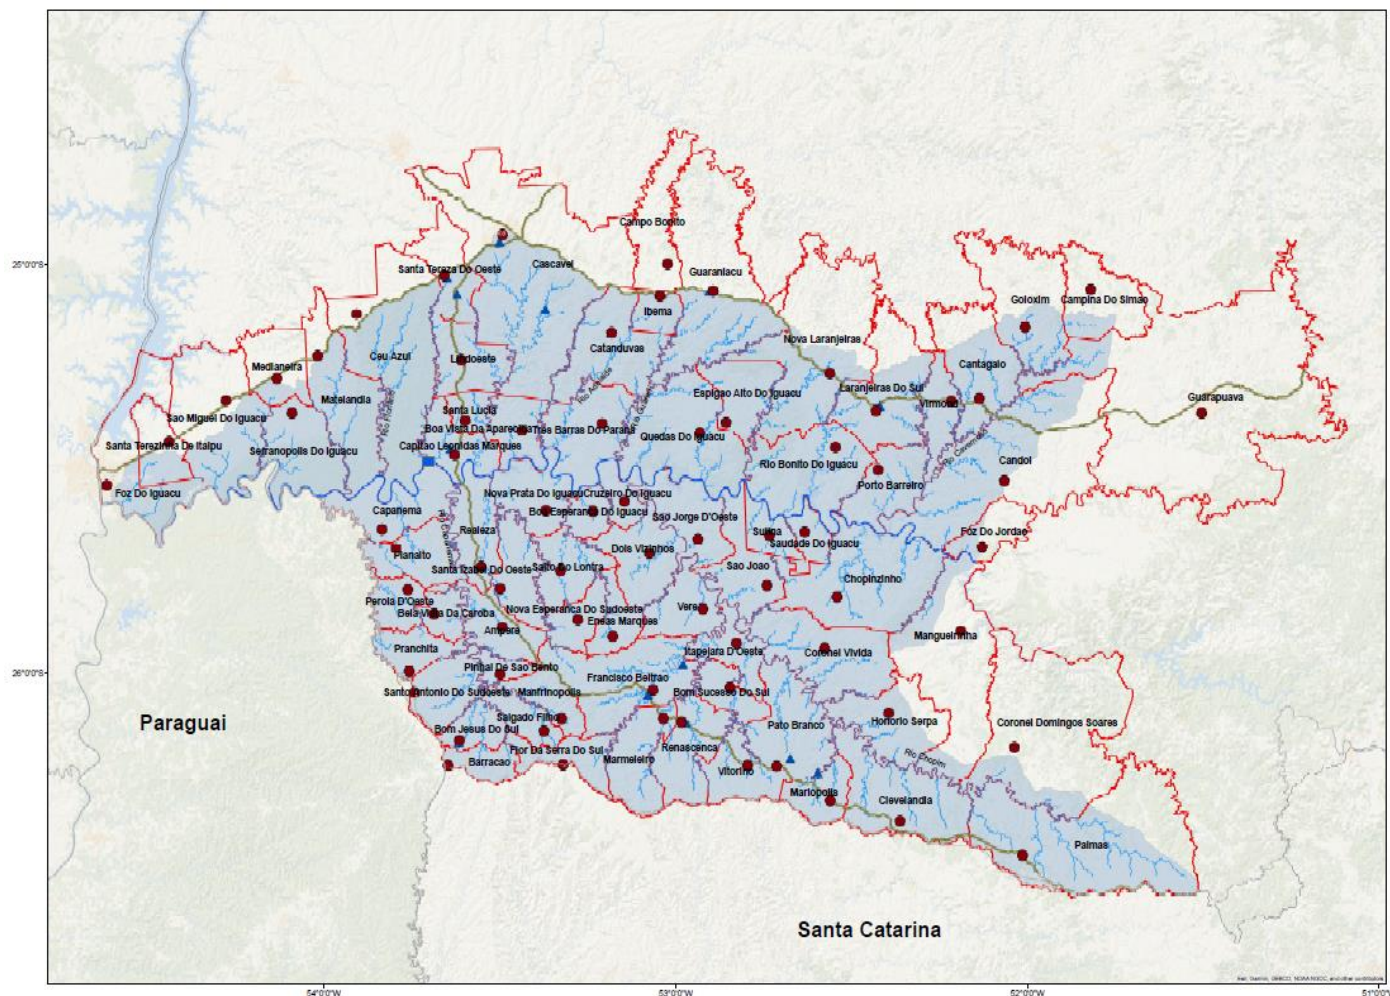 Campo Bonito
25°0'0"S
Santa Tereza Do Oeste
Cascavel
Guaraniacu
Goioxim
Campina Do Simao
Ibema
Nova Laranjeiras
Catanduvas
Ceu Azul
Lindoeste
Cantagalo
Medianeira
Laranjeiras Do Sul
Espigao Alto Do Iguacu
Matelandia
Virmond
Guarapuava
Santa Lucia
Sao Miguel Do Iguacu
Boa Vista Da Aparecida
Tres Barras Do Parana
Quedas Do Iguacu
Santa Terezinha De Itaipu
Serranopolis Do Iguacu
Capitao Leonidas Marques
Rio Bonito Do Iguacu
Candoi
Porto Barreiro
Foz Do Iguacu
Nova Prata Do Iguacu
Cruzeiro Do Iguacu
Capanema
Boa Esperanca Do Iguacu
Sao Jorge D'Oeste
Realeza
Sulina
Foz Do Jordao
Saudade Do Iguacu
Planalto
Dois Vizinhos
Santa Izabel Do Oeste
Salto Do Lontra
Sao Joao
Chopinzinho
Perola D'Oeste
Bela Vista Da Caroba
Nova Esperanca Do Sudoeste
Vere
Eneas Marques
Ampere
Mangueirinha
Pranchita
Itapejara D'Oeste
Coronel Vivida
Pinhal De Sao Bento
26°0'0"S
Francisco Beltrao
Santo Antonio Do Sudoeste
Manfrinopolis
Bom Sucesso Do Sul
Salgado Filho
Honorio Serpa
Coronel Domingos Soares
Paraguai
Bom Jesus Do Sul
Pato Branco
Flor Da Serra Do Sul
Renascenca
Rio Chopim
Barracao
Marmeleiro
Vitorino
Mariopolis
Clevelandia
Palmas
Santa Catarina
54°0'0"W
53°0'0"W
52°0'0"W
51°0'0"W